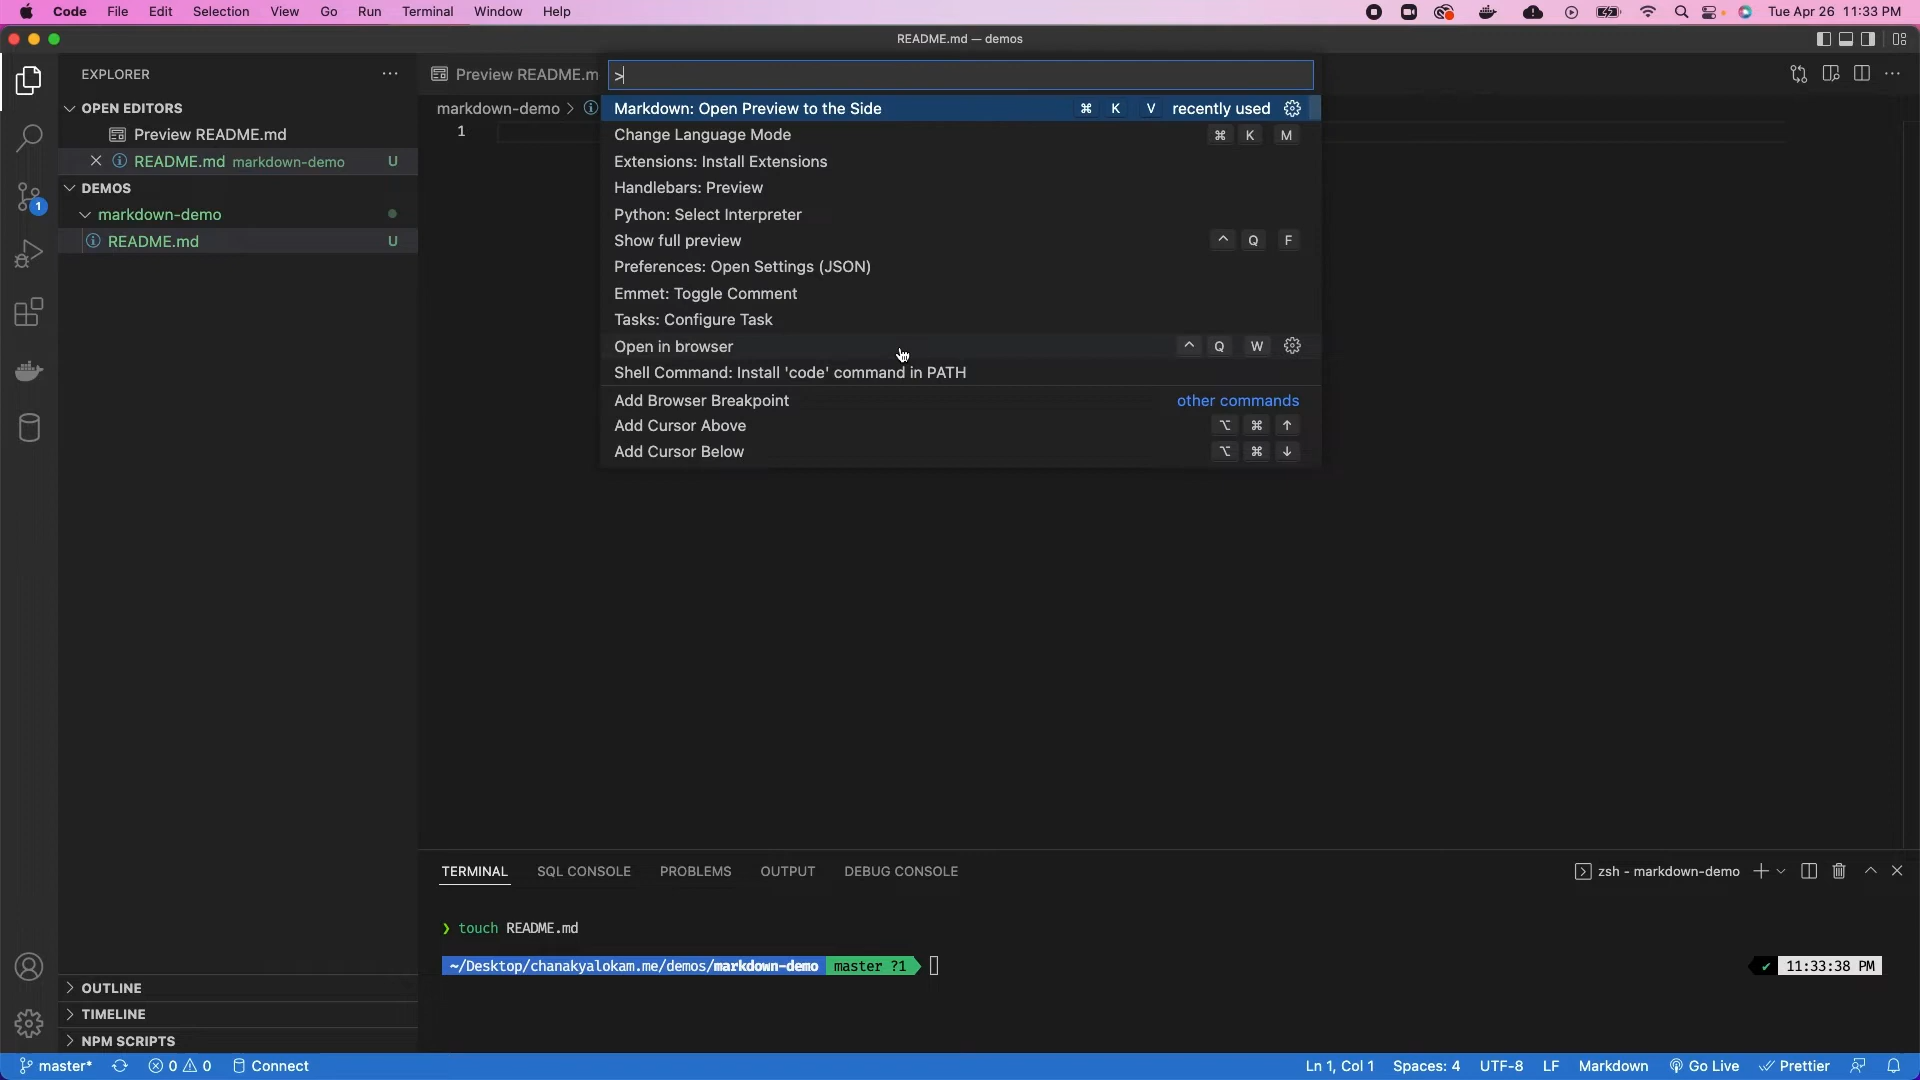 Code File Edit Selection View Go Run Terminal Window Help Tue Apr 26 11:33 PM
README.md — demos
EXPLORER
Preview README.m
>
OPEN EDITORS
markdown-demo >
Markdown: Open Preview to the Side ⌘ K V recently used
Preview README.md
1
Change Language Mode ⌘ K M
README.md markdown-demo U
Extensions: Install Extensions
DEMOS
Handlebars: Preview
markdown-demo
Python: Select Interpreter
README.md U
Show full preview ^ Q F
Preferences: Open Settings (JSON)
Emmet: Toggle Comment
Tasks: Configure Task
Open in browser ^ Q W
Shell Command: Install 'code' command in PATH
Add Browser Breakpoint other commands
Add Cursor Above ⌥ ⌘ ↑
Add Cursor Below ⌥ ⌘ ↓
TERMINAL SQL CONSOLE PROBLEMS OUTPUT DEBUG CONSOLE zsh - markdown-demo
❯ touch README.md
~/Desktop/chanakyalokam.me/demos/markdown-demo master ?1 ✔ 11:33:38 PM
OUTLINE
TIMELINE
NPM SCRIPTS
1
master* 0 0 Connect Ln 1, Col 1 Spaces: 4 UTF-8 LF Markdown Go Live Prettier